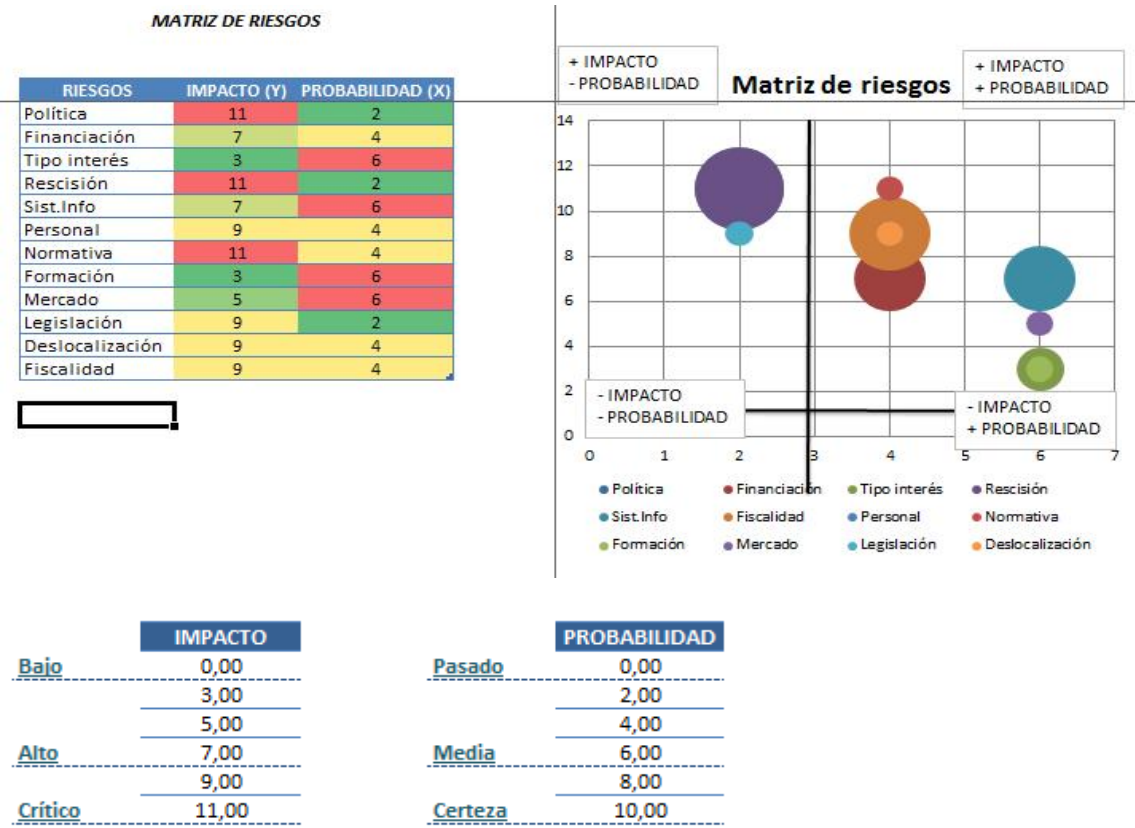 MATRIZ DE RIESGOS
RIESGOS IMPACTO (Y) PROBABILIDAD (X)
Política 11 2
Financiación 7 4
Tipo interés 3 6
Rescisión 11 2
Sist.Info 7 6
Personal 9 4
Normativa 11 4
Formación 3 6
Mercado 5 6
Legislación 9 2
Deslocalización 9 4
Fiscalidad 9 4
+ IMPACTO
- PROBABILIDAD
Matriz de riesgos
+ IMPACTO
+ PROBABILIDAD
14
12
10
8
6
4
2
0
- IMPACTO
- PROBABILIDAD
- IMPACTO
+ PROBABILIDAD
0 1 2 3 4 5 6 7
Política Financiación Tipo interés Rescisión
Sist.Info Fiscalidad Personal Normativa
Formación Mercado Legislación Deslocalización
IMPACTO
Bajo 0,00
3,00
5,00
Alto 7,00
9,00
Crítico 11,00
PROBABILIDAD
Pasado 0,00
2,00
4,00
Media 6,00
8,00
Certeza 10,00